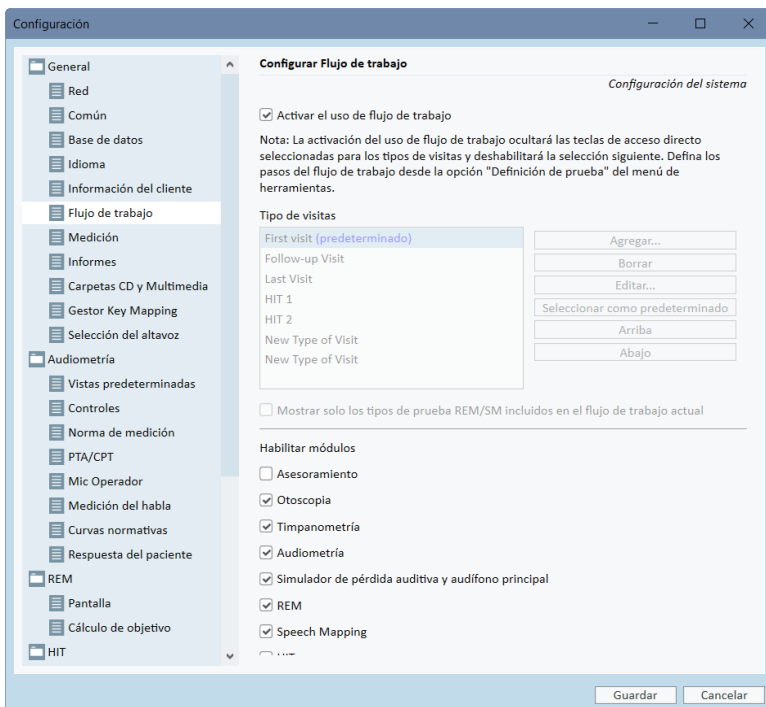 Configuración
General
Red
Común
Base de datos
Idioma
Información del cliente
Flujo de trabajo
Medición
Informes
Carpetas CD y Multimedia
Gestor Key Mapping
Selección del altavoz
Audiometría
Vistas predeterminadas
Controles
Norma de medición
PTA/CPT
Mic Operador
Medición del habla
Curvas normativas
Respuesta del paciente
REM
Pantalla
Cálculo de objetivo
HIT
Configurar Flujo de trabajo
Configuración del sistema
Activar el uso de flujo de trabajo
Nota: La activación del uso de flujo de trabajo ocultará las teclas de acceso directo
seleccionadas para los tipos de visitas y deshabilitará la selección siguiente. Defina los
pasos del flujo de trabajo desde la opción "Definición de prueba" del menú de
herramientas.
Tipo de visitas
First visit (predeterminado)
Follow-up Visit
Last Visit
HIT 1
HIT 2
New Type of Visit
New Type of Visit
Agregar...
Borrar
Editar...
Seleccionar como predeterminado
Arriba
Abajo
Mostrar solo los tipos de prueba REM/SM incluidos en el flujo de trabajo actual
Habilitar módulos
Asesoramiento
Otoscopia
Timpanometría
Audiometría
Simulador de pérdida auditiva y audífono principal
REM
Speech Mapping
Guardar
Cancelar